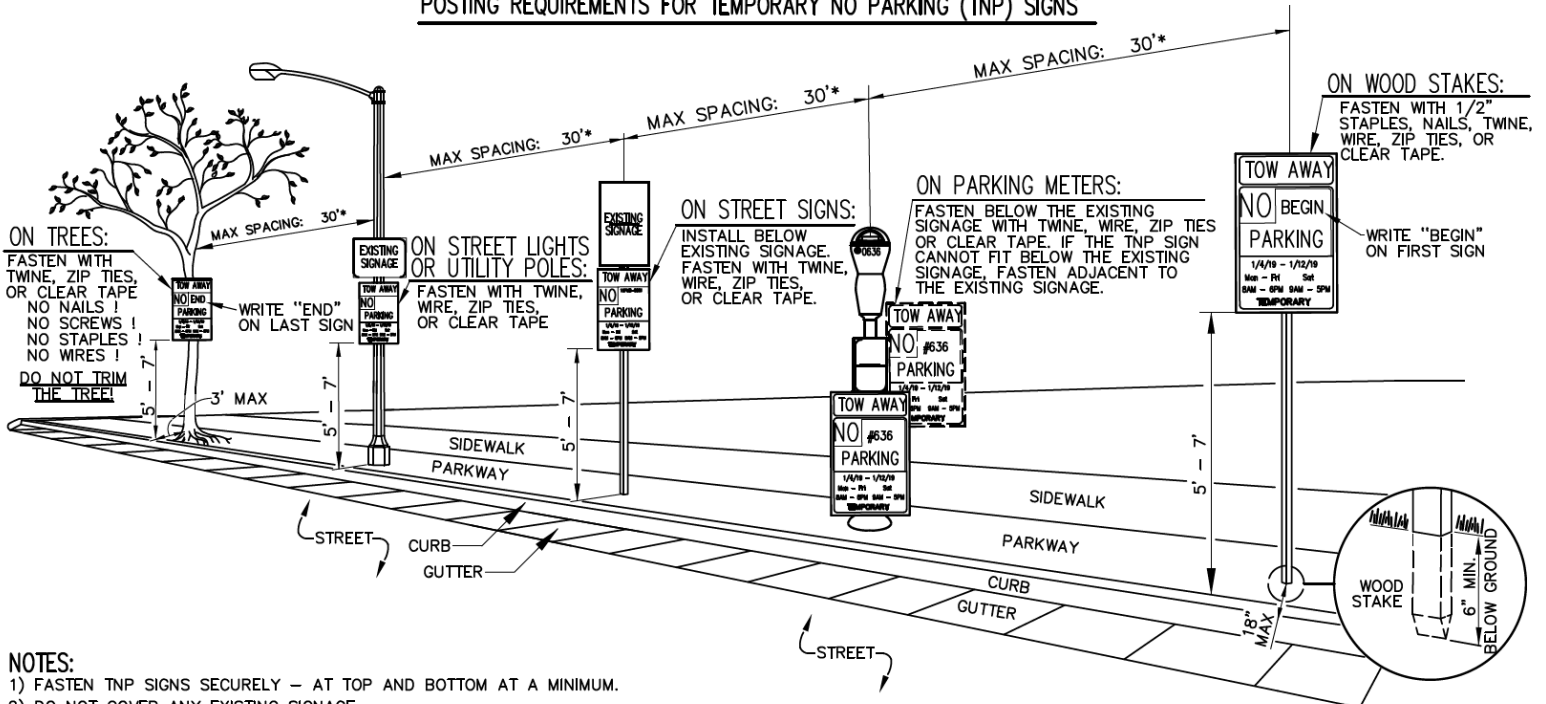 POSTING REQUIREMENTS FOR TEMPORARY NO PARKING (TNP) SIGNS
MAX SPACING: 30'*
MAX SPACING: 30'*
MAX SPACING: 30'*
MAX SPACING: 30'*
ON TREES:
FASTEN WITH
TWINE, ZIP TIES,
OR CLEAR TAPE
NO NAILS !
NO SCREWS !
NO STAPLES !
NO WIRES !
DO NOT TRIM
THE TREE!
TOW AWAY
NO END
PARKING
WRITE "END"
ON LAST SIGN
5' - 7'
3' MAX
EXISTING
SIGNAGE
TOW AWAY
NO
PARKING
TEMPORARY
ON STREET LIGHTS
OR UTILITY POLES:
FASTEN WITH TWINE,
WIRE, ZIP TIES,
OR CLEAR TAPE
5' - 7'
EXISTING
SIGNAGE
TOW AWAY
NO
PARKING
TEMPORARY
ON STREET SIGNS:
INSTALL BELOW
EXISTING SIGNAGE.
FASTEN WITH TWINE,
WIRE, ZIP TIES,
OR CLEAR TAPE.
5' - 7'
ON PARKING METERS:
FASTEN BELOW THE EXISTING
SIGNAGE WITH TWINE, WIRE, ZIP TIES
OR CLEAR TAPE. IF THE TNP SIGN
CANNOT FIT BELOW THE EXISTING
SIGNAGE, FASTEN ADJACENT TO
THE EXISTING SIGNAGE.
0636
TOW AWAY
NO #636
PARKING
1/4/19 - 1/12/19
Fri Sat
6PM 9AM - 5PM
MPORARY
TOW AWAY
NO #636
PARKING
1/4/19 - 1/12/19
Mon - Fri Sat
8AM - 6PM 9AM - 5PM
TEMPORARY
ON WOOD STAKES:
FASTEN WITH 1/2"
STAPLES, NAILS, TWINE,
WIRE, ZIP TIES, OR
CLEAR TAPE.
TOW AWAY
NO BEGIN
PARKING
1/4/19 - 1/12/19
Mon - Fri Sat
8AM - 6PM 9AM - 5PM
TEMPORARY
WRITE "BEGIN"
ON FIRST SIGN
5' - 7'
18"
MAX
WOOD
STAKE
6" MIN.
BELOW GROUND
SIDEWALK
PARKWAY
STREET
CURB
GUTTER
SIDEWALK
PARKWAY
CURB
GUTTER
STREET
NOTES:
1) FASTEN TNP SIGNS SECURELY - AT TOP AND BOTTOM AT A MINIMUM.
2) DO NOT COVER ANY EXISTING SIGNAGE